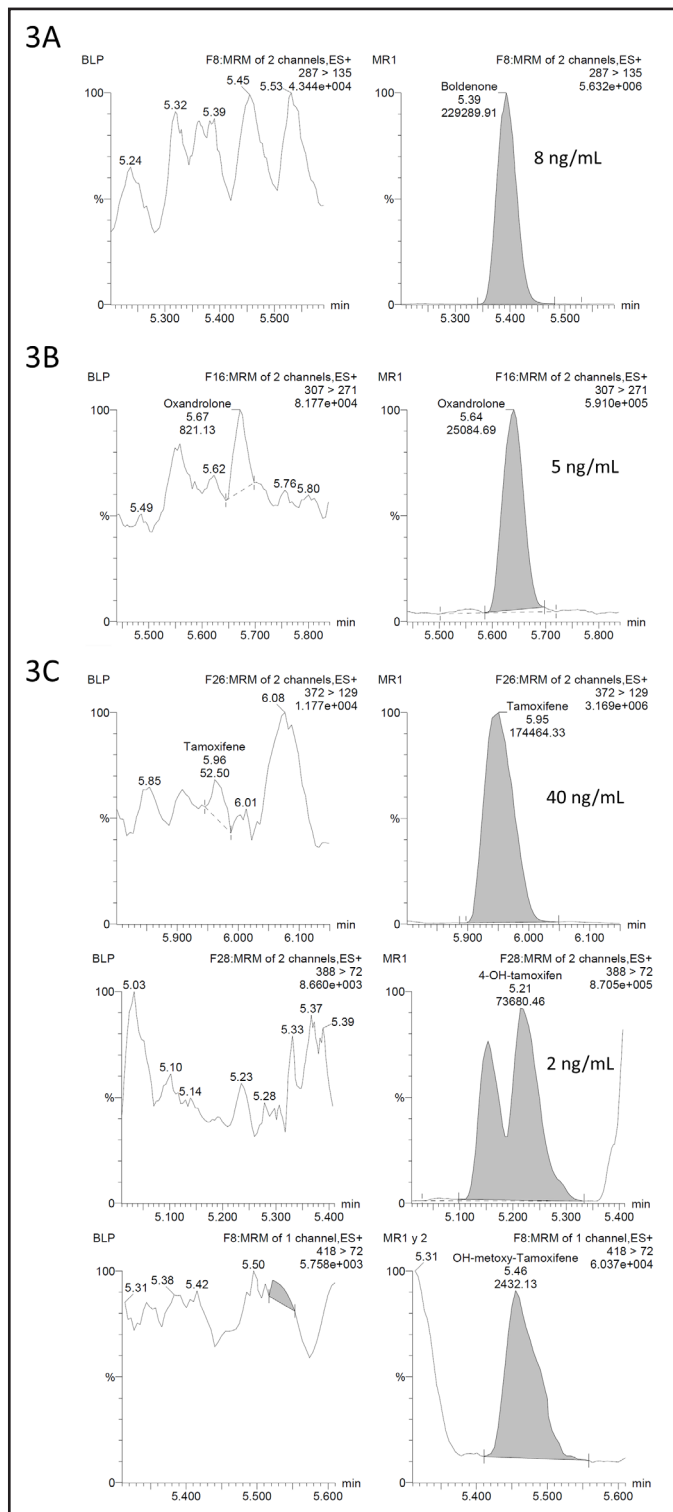 3A
BLP
F8:MRM of 2 channels,ES+
287 > 135
4.344e+004
5.45
5.53
5.32
5.39
5.24
100
%
0
5.300 5.400 5.500 min
MR1
F8:MRM of 2 channels,ES+
287 > 135
5.632e+006
Boldenone
5.39
229289.91
8 ng/mL
100
%
0
5.300 5.400 5.500 min
3B
BLP
F16:MRM of 2 channels,ES+
307 > 271
8.177e+004
Oxandrolone
5.67
821.13
5.62
5.76
5.80
5.49
100
%
0
5.500 5.600 5.700 5.800 min
MR1
F16:MRM of 2 channels,ES+
307 > 271
5.910e+005
Oxandrolone
5.64
25084.69
5 ng/mL
100
%
0
5.500 5.600 5.700 5.800 min
3C
BLP
F26:MRM of 2 channels,ES+
372 > 129
1.177e+004
6.08
Tamoxifene
5.96
52.50
5.85
6.01
100
%
0
5.900 6.000 6.100 min
MR1
F26:MRM of 2 channels,ES+
372 > 129
3.169e+006
Tamoxifene
5.95
174464.33
40 ng/mL
100
%
0
5.900 6.000 6.100 min
BLP
F28:MRM of 2 channels,ES+
388 > 72
8.660e+003
5.03
5.37
5.39
5.33
5.10
5.14
5.23
5.28
100
%
0
5.100 5.200 5.300 5.400 min
MR1
F28:MRM of 2 channels,ES+
388 > 72
8.705e+005
4-OH-tamoxifen
5.21
73680.46
2 ng/mL
100
%
0
5.100 5.200 5.300 5.400 min
BLP
F8:MRM of 1 channel,ES+
418 > 72
5.758e+003
5.50
5.31
5.38
5.42
100
%
0
5.400 5.500 5.600 min
MR1 y 2
F8:MRM of 1 channel,ES+
418 > 72
6.037e+004
5.31
OH-metoxy-Tamoxifene
5.46
2432.13
100
%
0
5.400 5.500 5.600 min